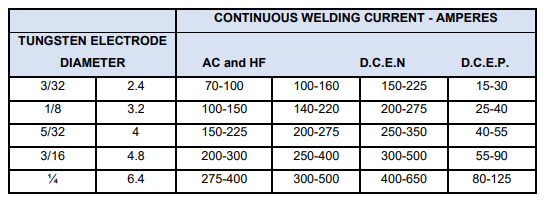 CONTINUOUS WELDING CURRENT - AMPERES
TUNGSTEN ELECTRODE
DIAMETER AC and HF D.C.E.N D.C.E.P.
3/32 2.4 70-100 100-160 150-225 15-30
1/8 3.2 100-150 140-220 200-275 25-40
5/32 4 150-225 200-275 250-350 40-55
3/16 4.8 200-300 250-400 300-500 55-90
¼ 6.4 275-400 300-500 400-650 80-125